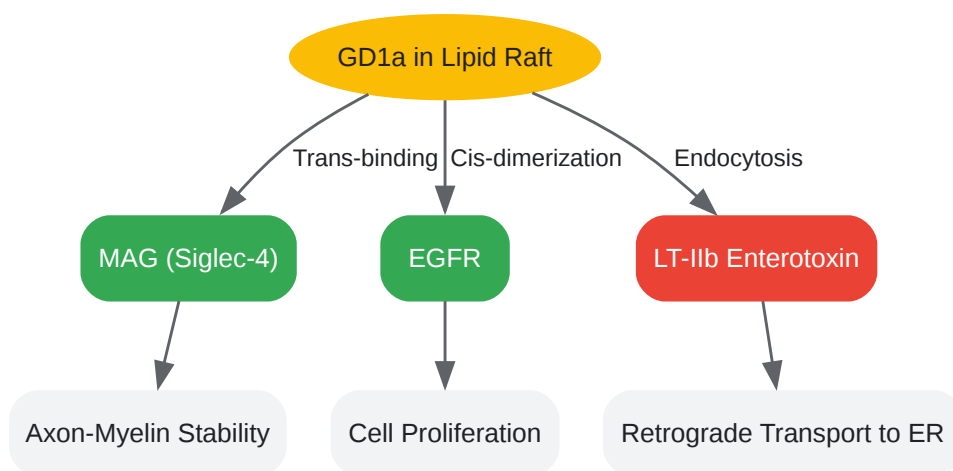 GD1a in Lipid Raft
Trans-binding
Cis-dimerization
Endocytosis
MAG (Siglec-4)
EGFR
LT-IIb Enterotoxin
Axon-Myelin Stability
Cell Proliferation
Retrograde Transport to ER